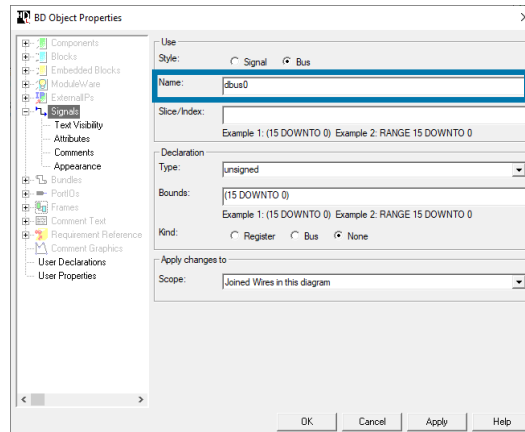 BD Object Properties
Components
Blocks
Embedded Blocks
ModuleWare
ExternalIPs
Signals
Text Visibility
Attributes
Comments
Appearance
Bundles
PortIOs
Frames
Comment Text
Requirement Reference
Comment Graphics
User Declarations
User Properties
Use
Style: Signal Bus
Name: dbus0
Slice/Index:
Example 1: (15 DOWNTO 0) Example 2: RANGE 15 DOWNTO 0
Declaration
Type: unsigned
Bounds: (15 DOWNTO 0)
Example 1: (15 DOWNTO 0) Example 2: RANGE 15 DOWNTO 0
Kind: Register Bus None
Apply changes to
Scope: Joined Wires in this diagram
OK Cancel Apply Help